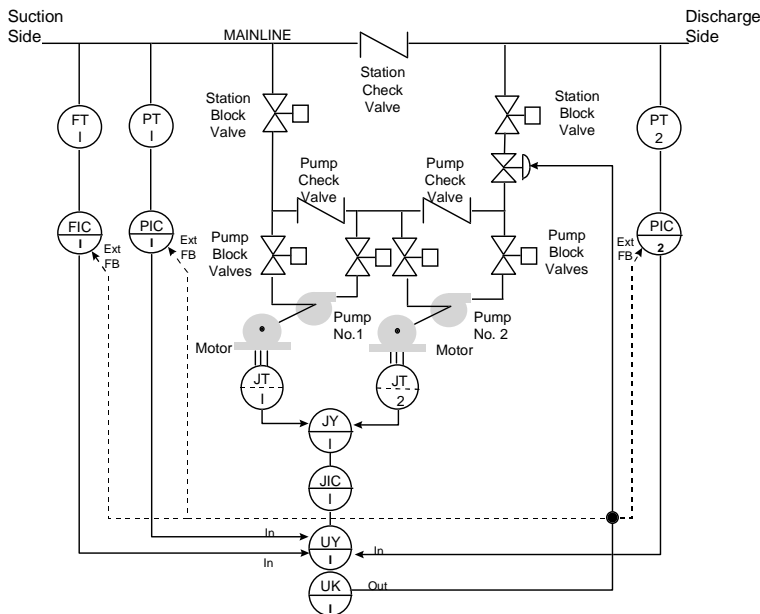 Suction
Side
Discharge
Side
MAINLINE
Station
Check
Valve
Station
Block
Valve
Station
Block
Valve
FT
I
PT
I
PT
2
Pump
Check
Valve
Pump
Check
Valve
FIC
I
Ext
FB
PIC
I
Ext
FB
Pump
Block
Valves
Pump
Block
Valves
Ext
FB
PIC
2
Pump
No.1
Pump
No. 2
Motor
Motor
JT
I
JT
2
JY
I
JIC
I
In
In
UY
I
In
UK
I
Out